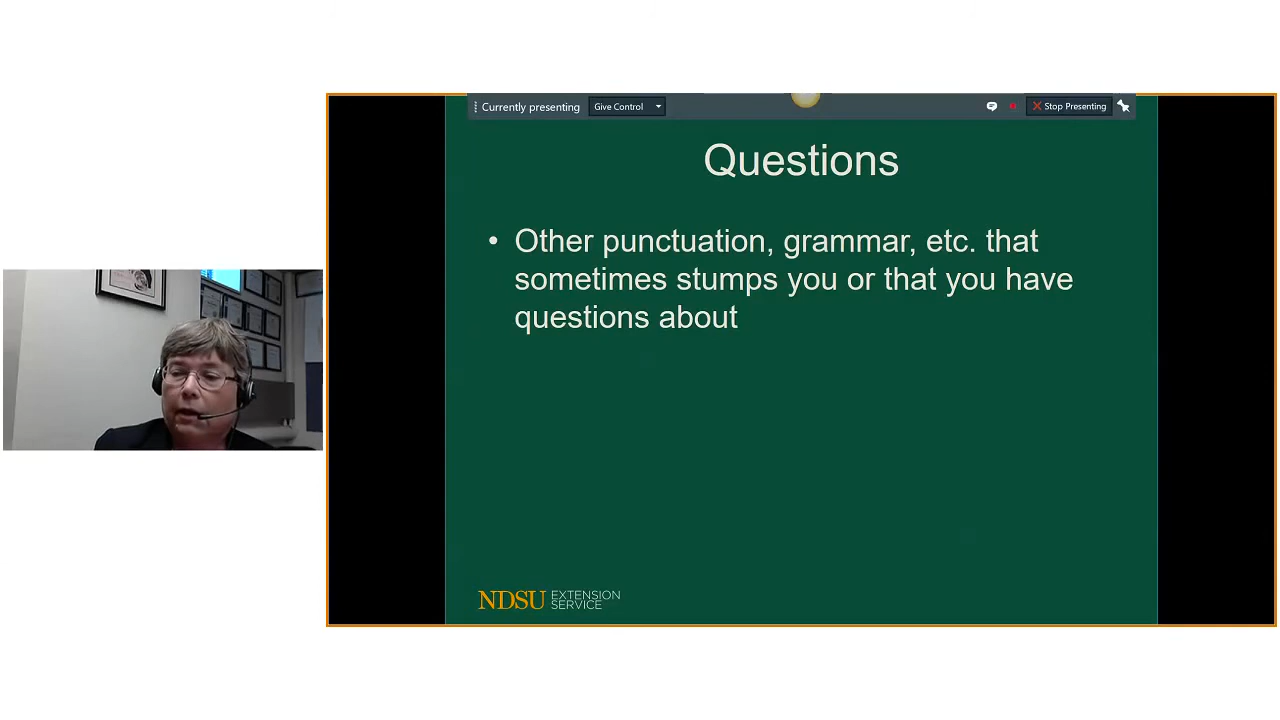 Currently presenting
Give Control
Stop Presenting
Questions
• Other punctuation, grammar, etc. that
sometimes stumps you or that you have
questions about
NDSU EXTENSION
SERVICE